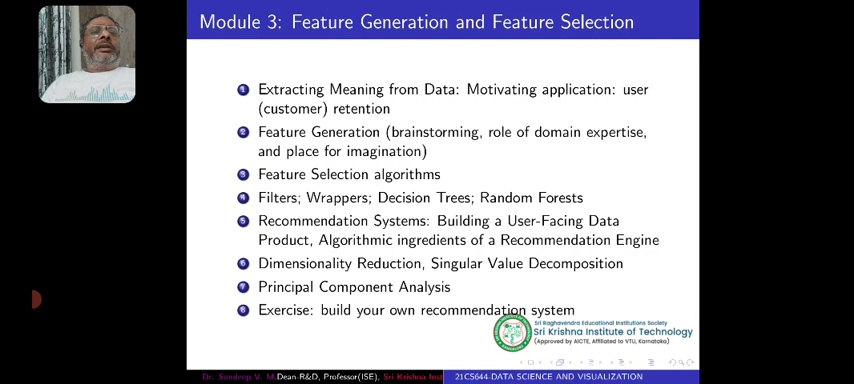 Module 3: Feature Generation and Feature Selection
1 Extracting Meaning from Data: Motivating application: user
(customer) retention
2 Feature Generation (brainstorming, role of domain expertise,
and place for imagination)
3 Feature Selection algorithms
4 Filters; Wrappers; Decision Trees; Random Forests
5 Recommendation Systems: Building a User-Facing Data
Product, Algorithmic ingredients of a Recommendation Engine
6 Dimensionality Reduction, Singular Value Decomposition
7 Principal Component Analysis
8 Exercise: build your own recommendation system
Sri Raghavendra Educational Institutions Society
Sri Krishna Institute of Technology
(Approved by AICTE, Affiliated to VTU, Karnataka)
Dr. Sandeep V. M.Dean-R&D, Professor(ISE), Sri Krishna Inst
21CS644-DATA SCIENCE AND VISUALIZATION